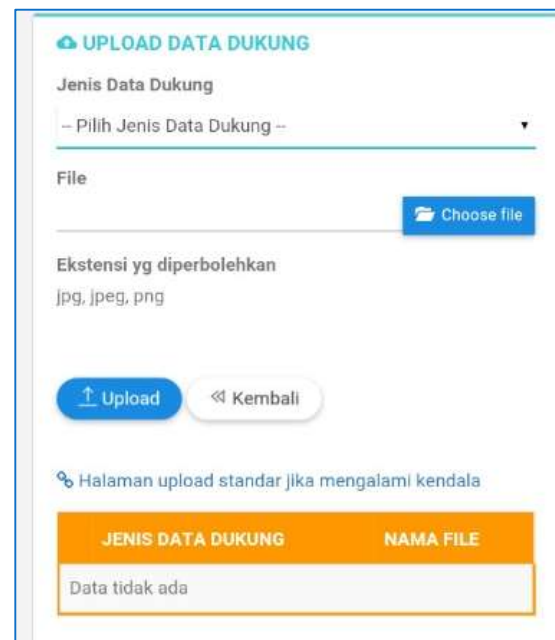 UPLOAD DATA DUKUNG
Jenis Data Dukung
-- Pilih Jenis Data Dukung --
File
Choose file
Ekstensi yg diperbolehkan
jpg, jpeg, png
Upload
Kembali
Halaman upload standar jika mengalami kendala
JENIS DATA DUKUNG NAMA FILE
Data tidak ada